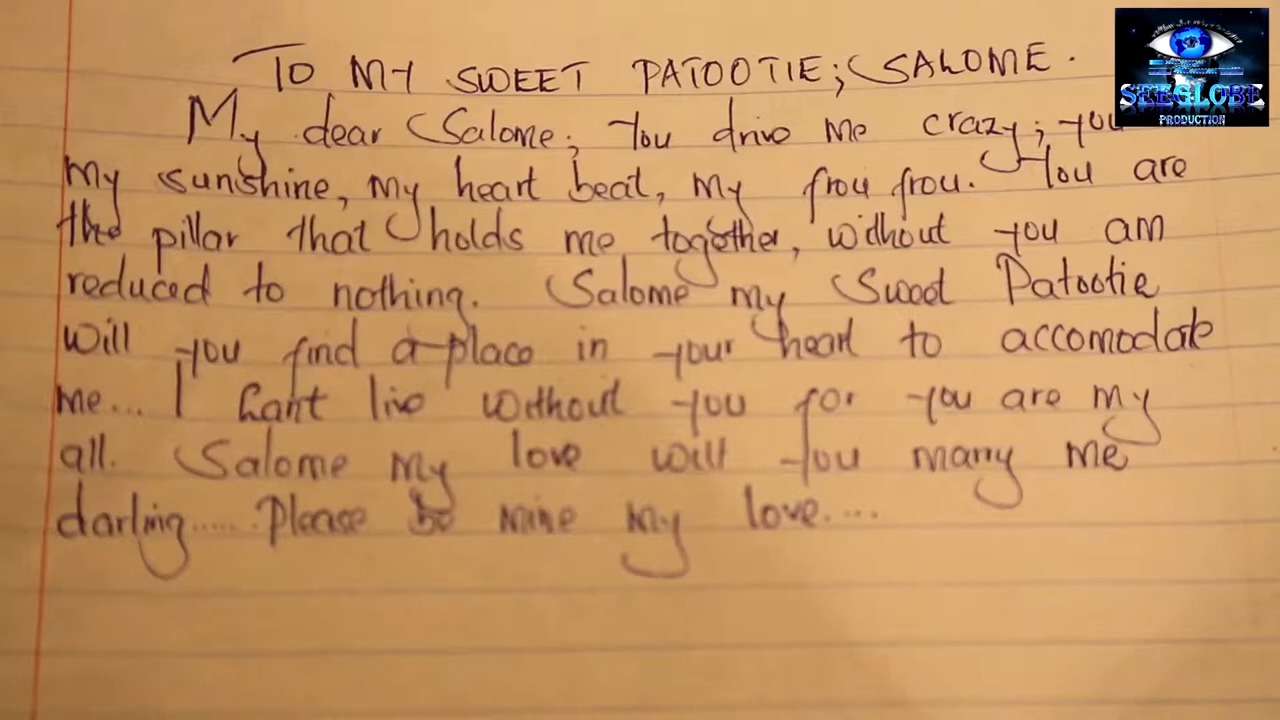 TO MY SWEET PATOOTIE; SALOME.
My dear Salome; You drive me crazy; you
my sunshine, my heart beat, my frou frou. You are
the pillar that holds me together, without you am
reduced to nothing. Salome my Sweet Patootie
will you find a place in your heart to accomodate
me... I can't live without you for you are my
all. Salome my love will you marry me
darling..... Please be mine my love....
SEEGLOBE
PRODUCTION